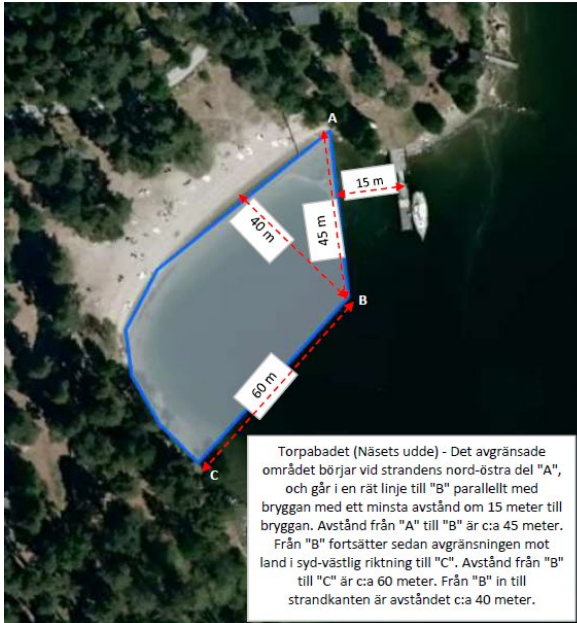 A
15 m
40 m
45 m
B
60 m
C
Torpabadet (Näsets udde) - Det avgränsade
området börjar vid strandens nord-östra del "A",
och går i en rät linje till "B" parallellt med
bryggan med ett minsta avstånd om 15 meter till
bryggan. Avstånd från "A" till "B" är c:a 45 meter.
Från "B" fortsätter sedan avgränsningen mot
land i syd-västlig riktning till "C". Avstånd från "B"
till "C" är c:a 60 meter. Från "B" in till
strandkanten är avståndet c:a 40 meter.